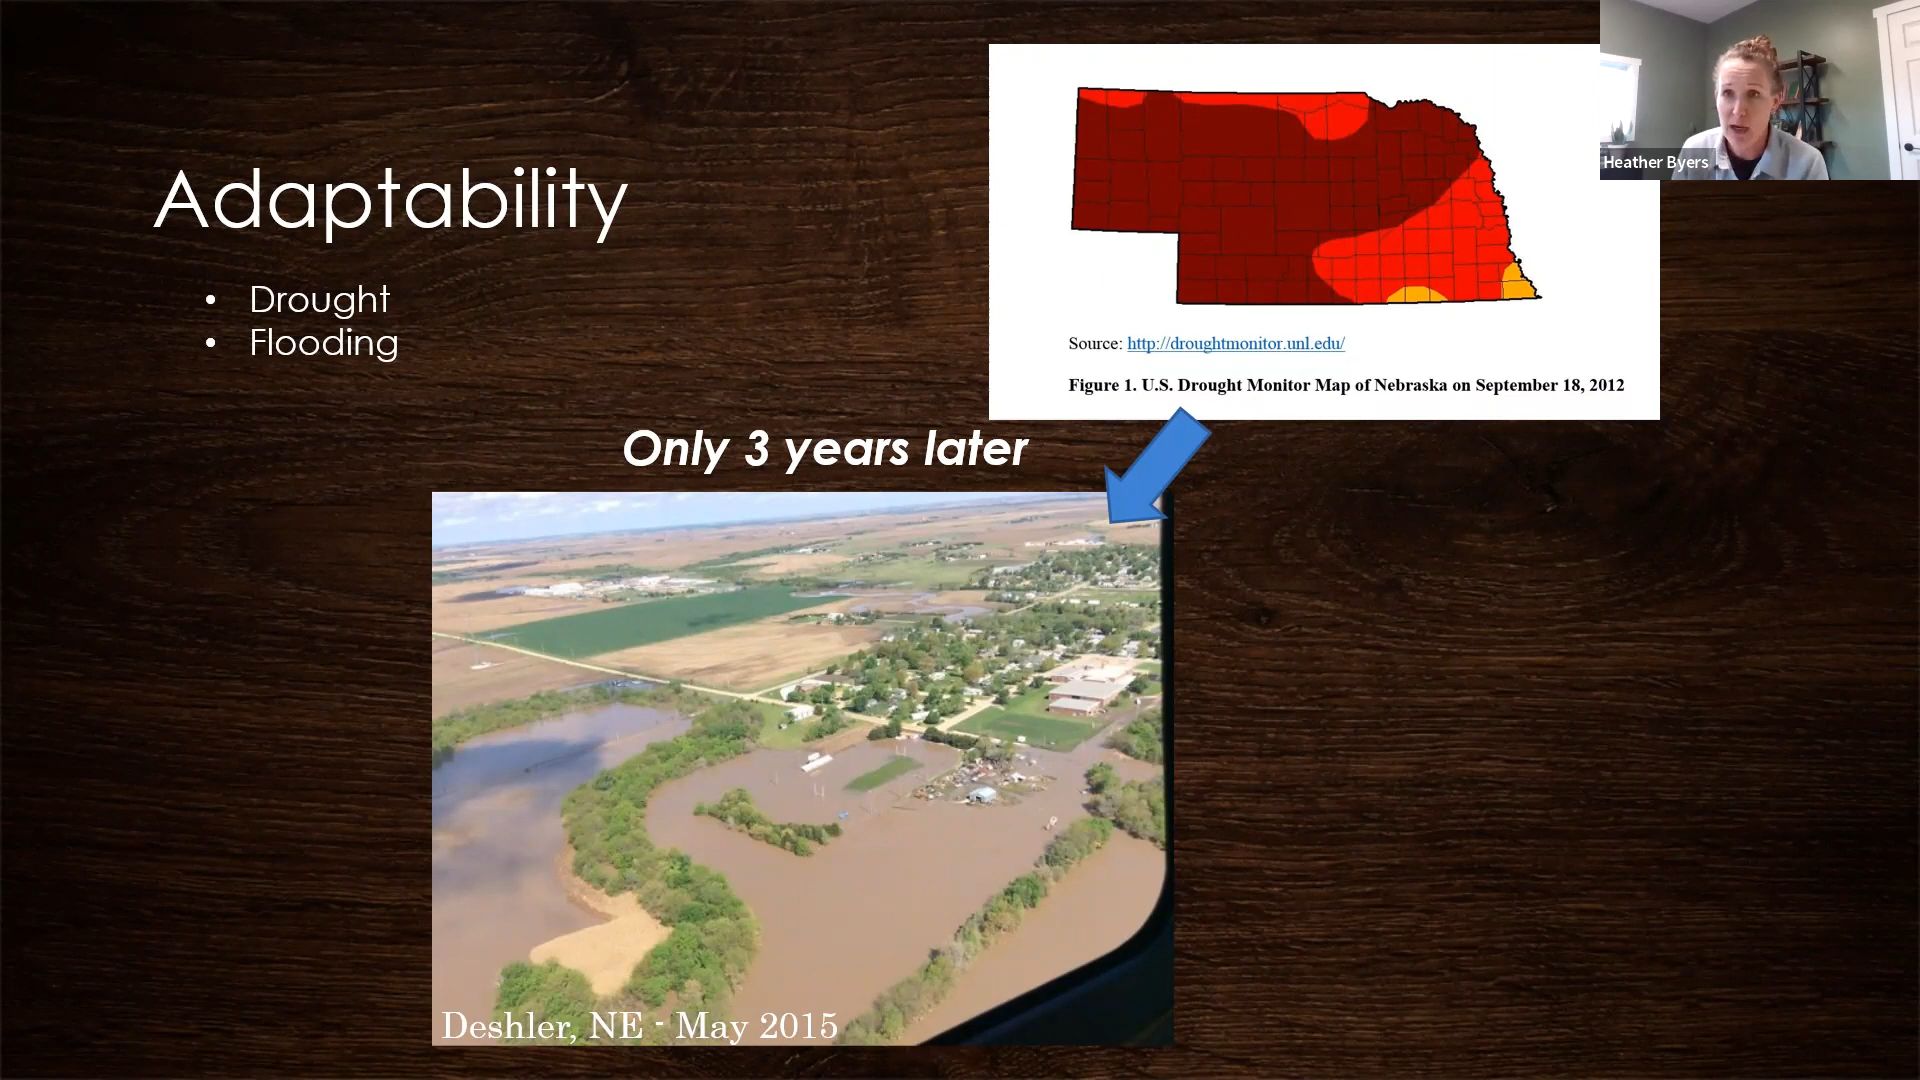 Adaptability
• Drought
• Flooding
Heather Byers
Source: http://droughtmonitor.unl.edu/
Figure 1. U.S. Drought Monitor Map of Nebraska on September 18, 2012
Only 3 years later
Deshler, NE - May 2015